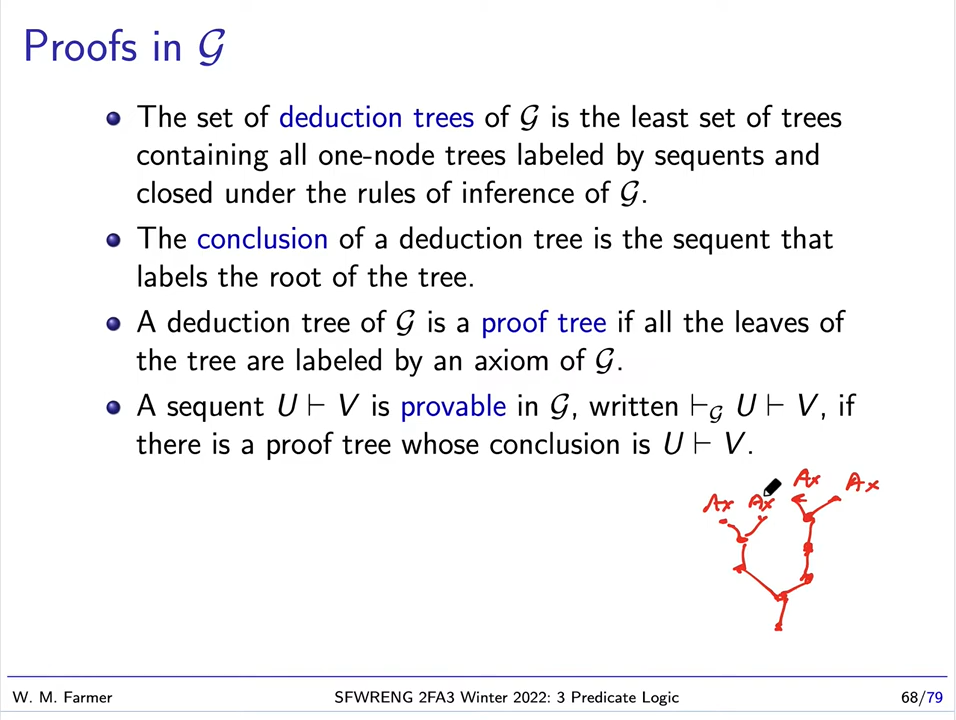 Proofs in 𝒢
The set of deduction trees of 𝒢 is the least set of trees
containing all one-node trees labeled by sequents and
closed under the rules of inference of 𝒢.
The conclusion of a deduction tree is the sequent that
labels the root of the tree.
A deduction tree of 𝒢 is a proof tree if all the leaves of
the tree are labeled by an axiom of 𝒢.
A sequent U ⊢ V is provable in 𝒢, written ⊢𝒢 U ⊢ V, if
there is a proof tree whose conclusion is U ⊢ V.
Ax Ax Ax Ax
W. M. Farmer SFWRENG 2FA3 Winter 2022: 3 Predicate Logic 68/79